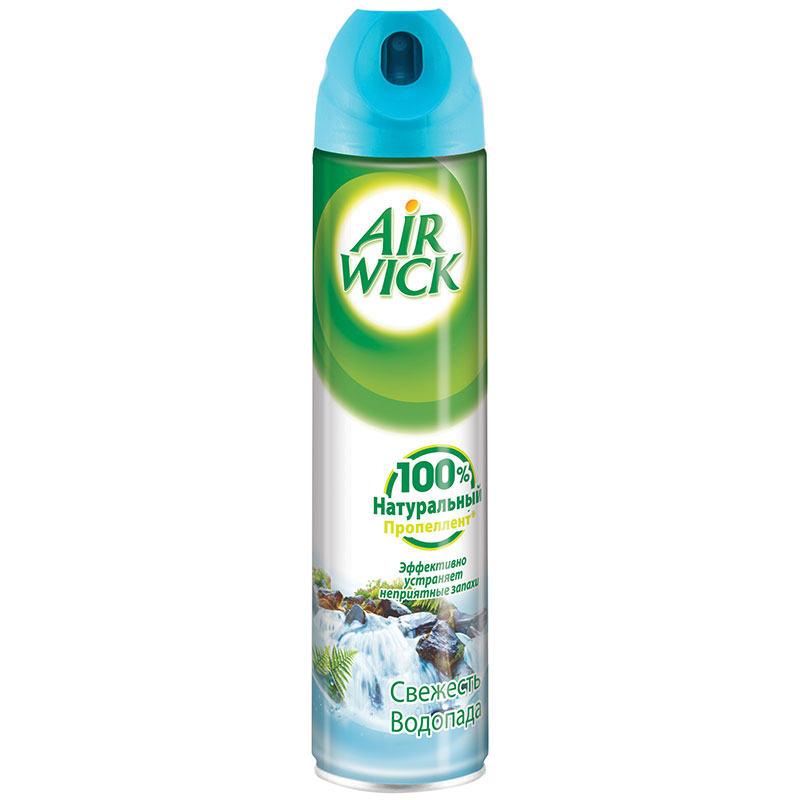 AIR
WICK
100%
Натуральный
Пропеллент*
Эффективно
устраняет
неприятные запахи
Свежесть
Водопада